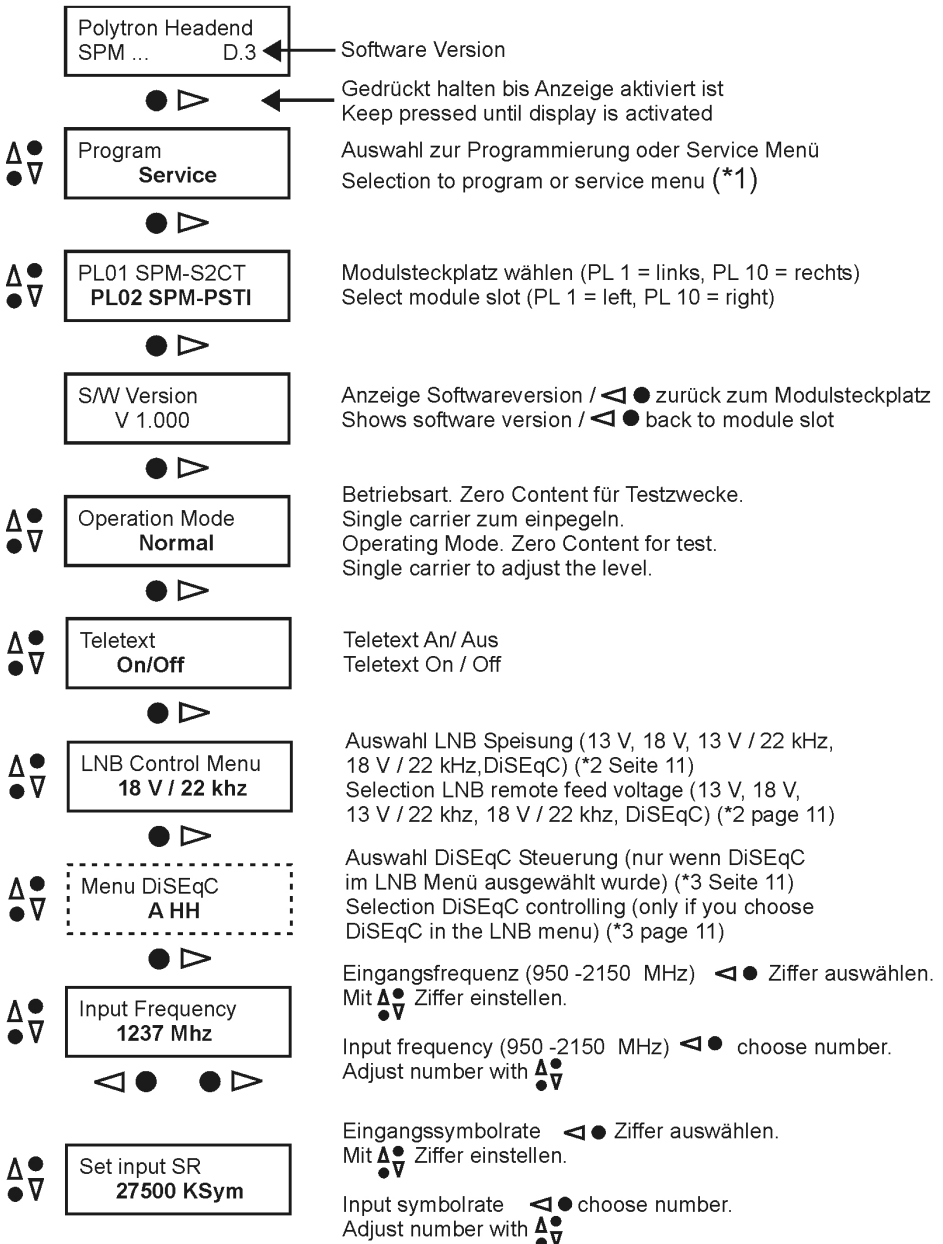 Polytron Headend
SPM ... D.3
Software Version
Gedrückt halten bis Anzeige aktiviert ist
Keep pressed until display is activated
Program
Service
Auswahl zur Programmierung oder Service Menü
Selection to program or service menu (*1)
PL01 SPM-S2CT
PL02 SPM-PSTI
Modulsteckplatz wählen (PL 1 = links, PL 10 = rechts)
Select module slot (PL 1 = left, PL 10 = right)
S/W Version
V 1.000
Anzeige Softwareversion / ◁ ● zurück zum Modulsteckplatz
Shows software version / ◁ ● back to module slot
Operation Mode
Normal
Betriebsart. Zero Content für Testzwecke.
Single carrier zum einpegeln.
Operating Mode. Zero Content for test.
Single carrier to adjust the level.
Teletext
On/Off
Teletext An/ Aus
Teletext On / Off
LNB Control Menu
18 V / 22 khz
Auswahl LNB Speisung (13 V, 18 V, 13 V / 22 kHz,
18 V / 22 kHz,DiSEqC) (*2 Seite 11)
Selection LNB remote feed voltage (13 V, 18 V,
13 V / 22 khz, 18 V / 22 khz, DiSEqC) (*2 page 11)
Menu DiSEqC
A HH
Auswahl DiSEqC Steuerung (nur wenn DiSEqC
im LNB Menü ausgewählt wurde) (*3 Seite 11)
Selection DiSEqC controlling (only if you choose
DiSEqC in the LNB menu) (*3 page 11)
Input Frequency
1237 Mhz
Eingangsfrequenz (950 -2150 MHz) ◁ ● Ziffer auswählen.
Mit Ziffer einstellen.
Input frequency (950 -2150 MHz) ◁ ● choose number.
Adjust number with
Set input SR
27500 KSym
Eingangssymbolrate ◁ ● Ziffer auswählen.
Mit Ziffer einstellen.
Input symbolrate ◁ ● choose number.
Adjust number with